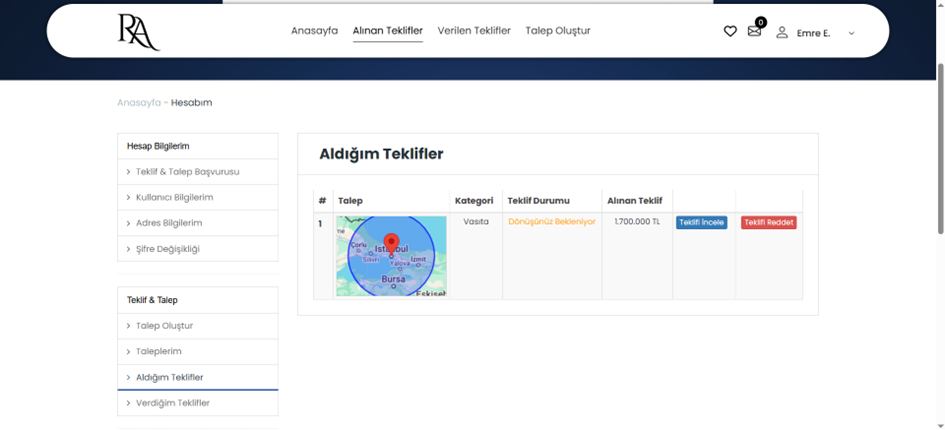 RA
Anasayfa Alınan Teklifler Verilen Teklifler Talep Oluştur
0
Emre E.
Anasayfa - Hesabım
Hesap Bilgilerim
Teklif & Talep Başvurusu
Kullanıcı Bilgilerim
Adres Bilgilerim
Şifre Değişikliği
Teklif & Talep
Talep Oluştur
Taleplerim
Aldığım Teklifler
Verdiğim Teklifler
Aldığım Teklifler
# Talep Kategori Teklif Durumu Alınan Teklif
1 Vasıta Dönüşünüz Bekleniyor 1.700.000 TL Teklifi İncele Teklifi Reddet
Çorlu
Silivri
Yalova
İzmit
Bursa